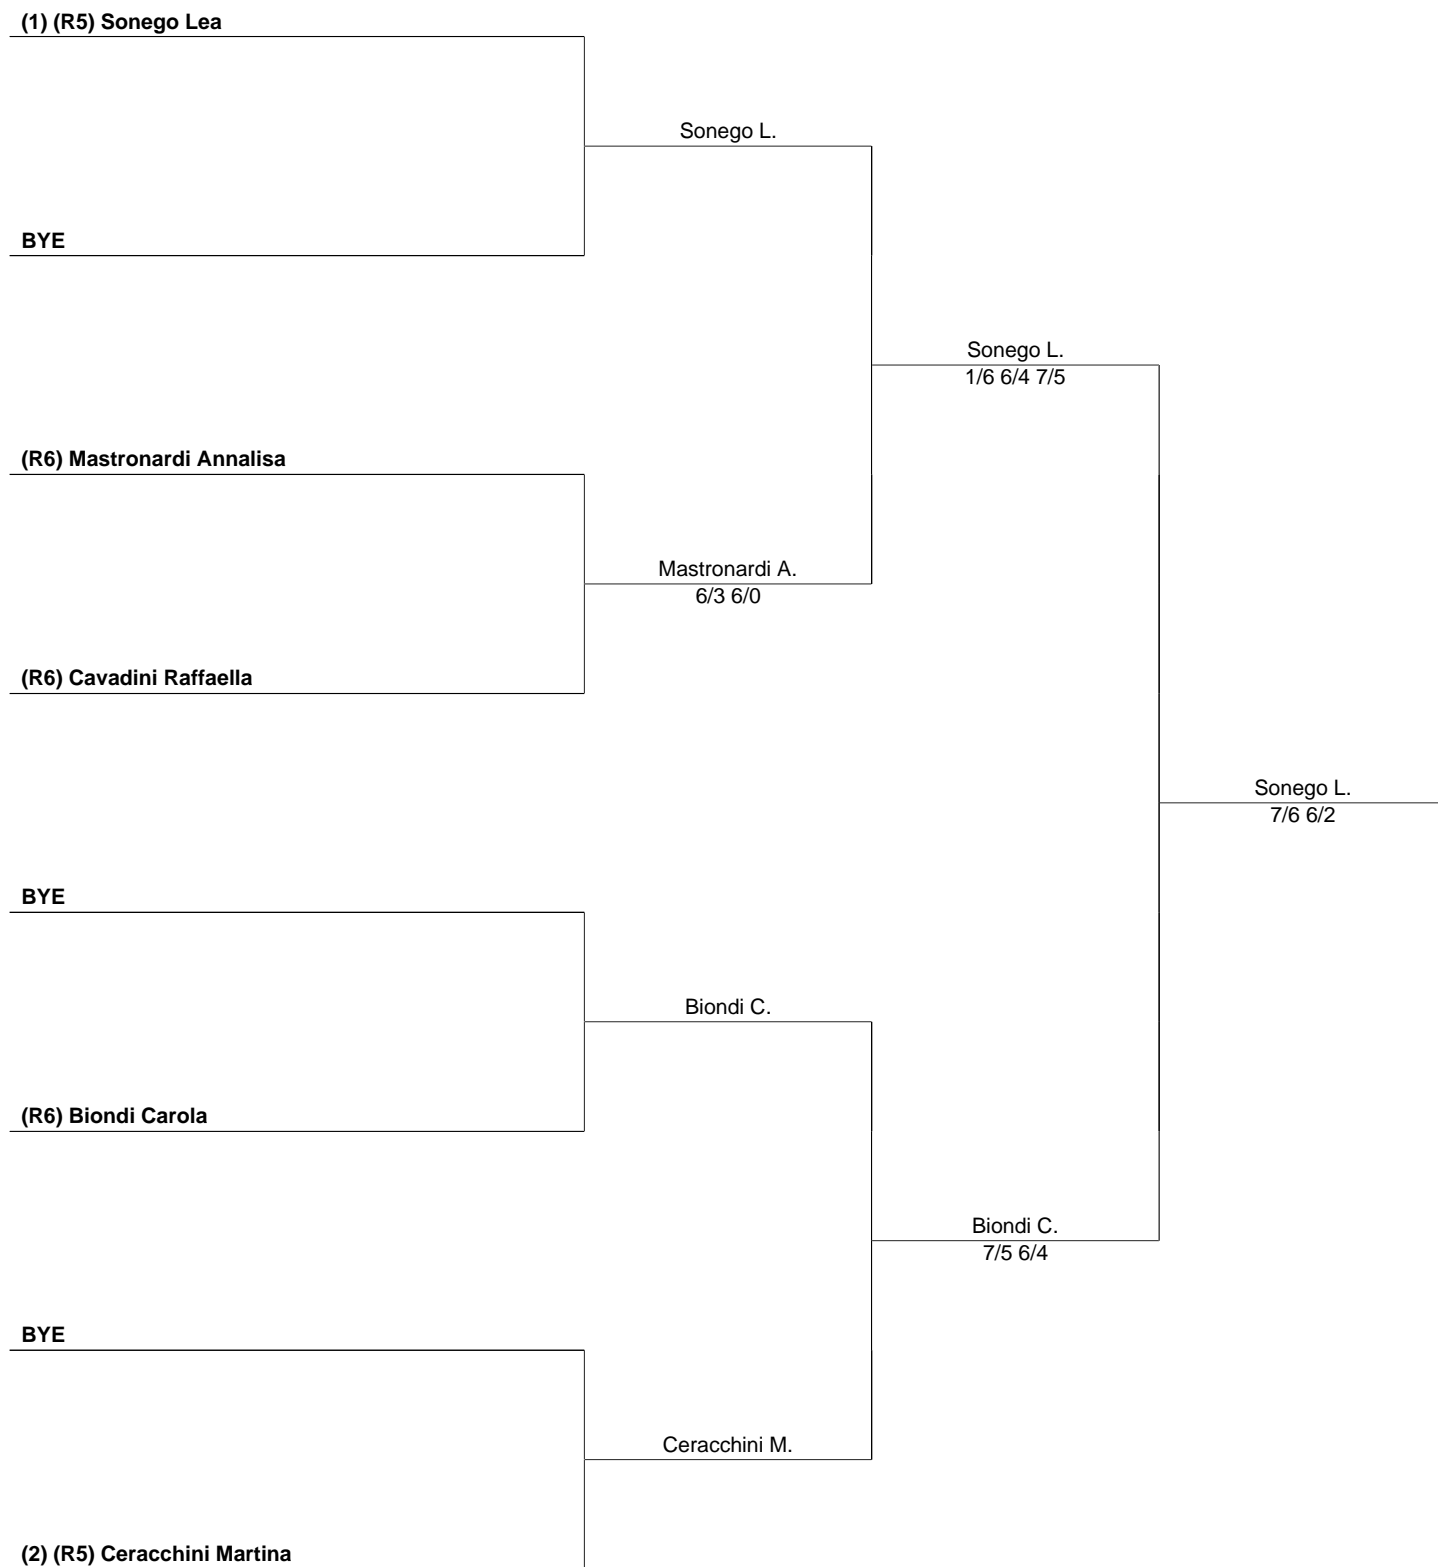 (1) (R5) Sonego Lea
Sonego L.
BYE
Sonego L.
1/6 6/4 7/5
(R6) Mastronardi Annalisa
Mastronardi A.
6/3 6/0
(R6) Cavadini Raffaella
Sonego L.
7/6 6/2
BYE
Biondi C.
(R6) Biondi Carola
Biondi C.
7/5 6/4
BYE
Ceracchini M.
(2) (R5) Ceracchini Martina